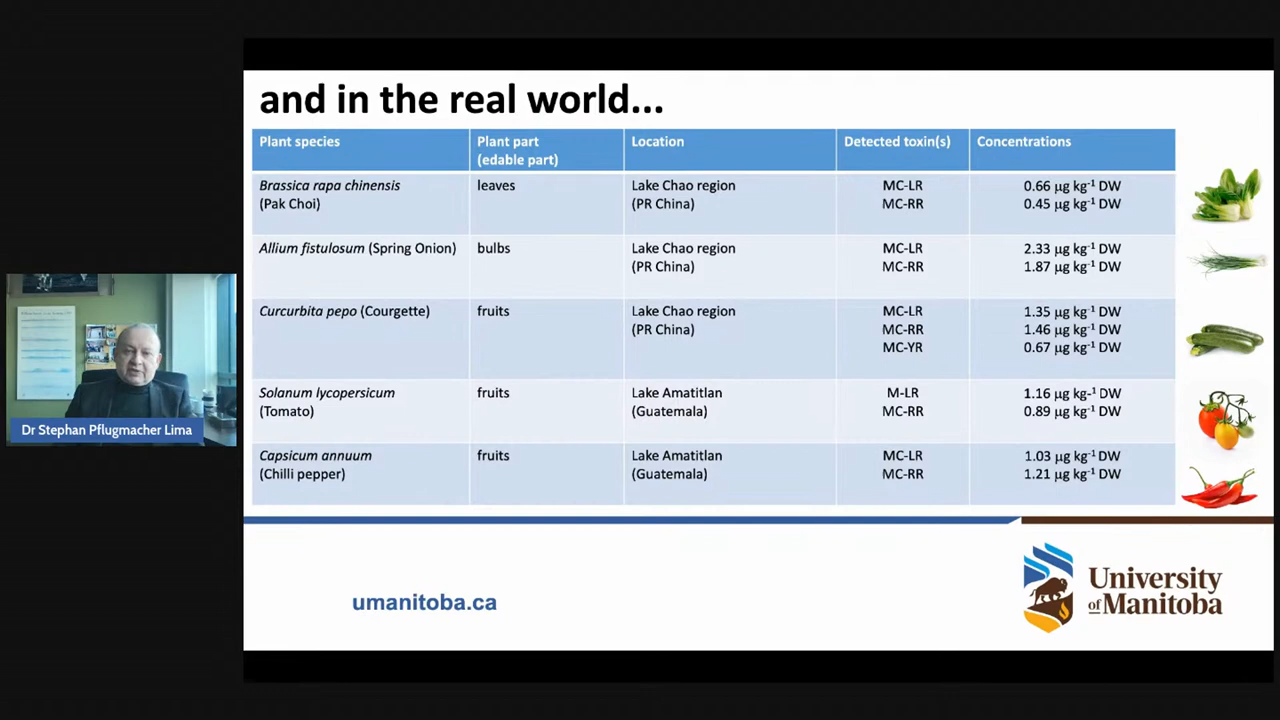 and in the real world...
Plant species
Plant part
(edable part)
Location
Detected toxin(s)
Concentrations
Brassica rapa chinensis
(Pak Choi)
leaves
Lake Chao region
(PR China)
MC-LR
MC-RR
0.66 µg kg⁻¹ DW
0.45 µg kg⁻¹ DW
Allium fistulosum (Spring Onion)
bulbs
Lake Chao region
(PR China)
MC-LR
MC-RR
2.33 µg kg⁻¹ DW
1.87 µg kg⁻¹ DW
Curcurbita pepo (Courgette)
fruits
Lake Chao region
(PR China)
MC-LR
MC-RR
MC-YR
1.35 µg kg⁻¹ DW
1.46 µg kg⁻¹ DW
0.67 µg kg⁻¹ DW
Solanum lycopersicum
(Tomato)
fruits
Lake Amatitlan
(Guatemala)
M-LR
MC-RR
1.16 µg kg-¹ DW
0.89 µg kg⁻¹ DW
Capsicum annuum
(Chilli pepper)
fruits
Lake Amatitlan
(Guatemala)
MC-LR
MC-RR
1.03 µg kg⁻¹ DW
1.21 µg kg⁻¹ DW
Dr Stephan Pflugmacher Lima
umanitoba.ca
University
of Manitoba